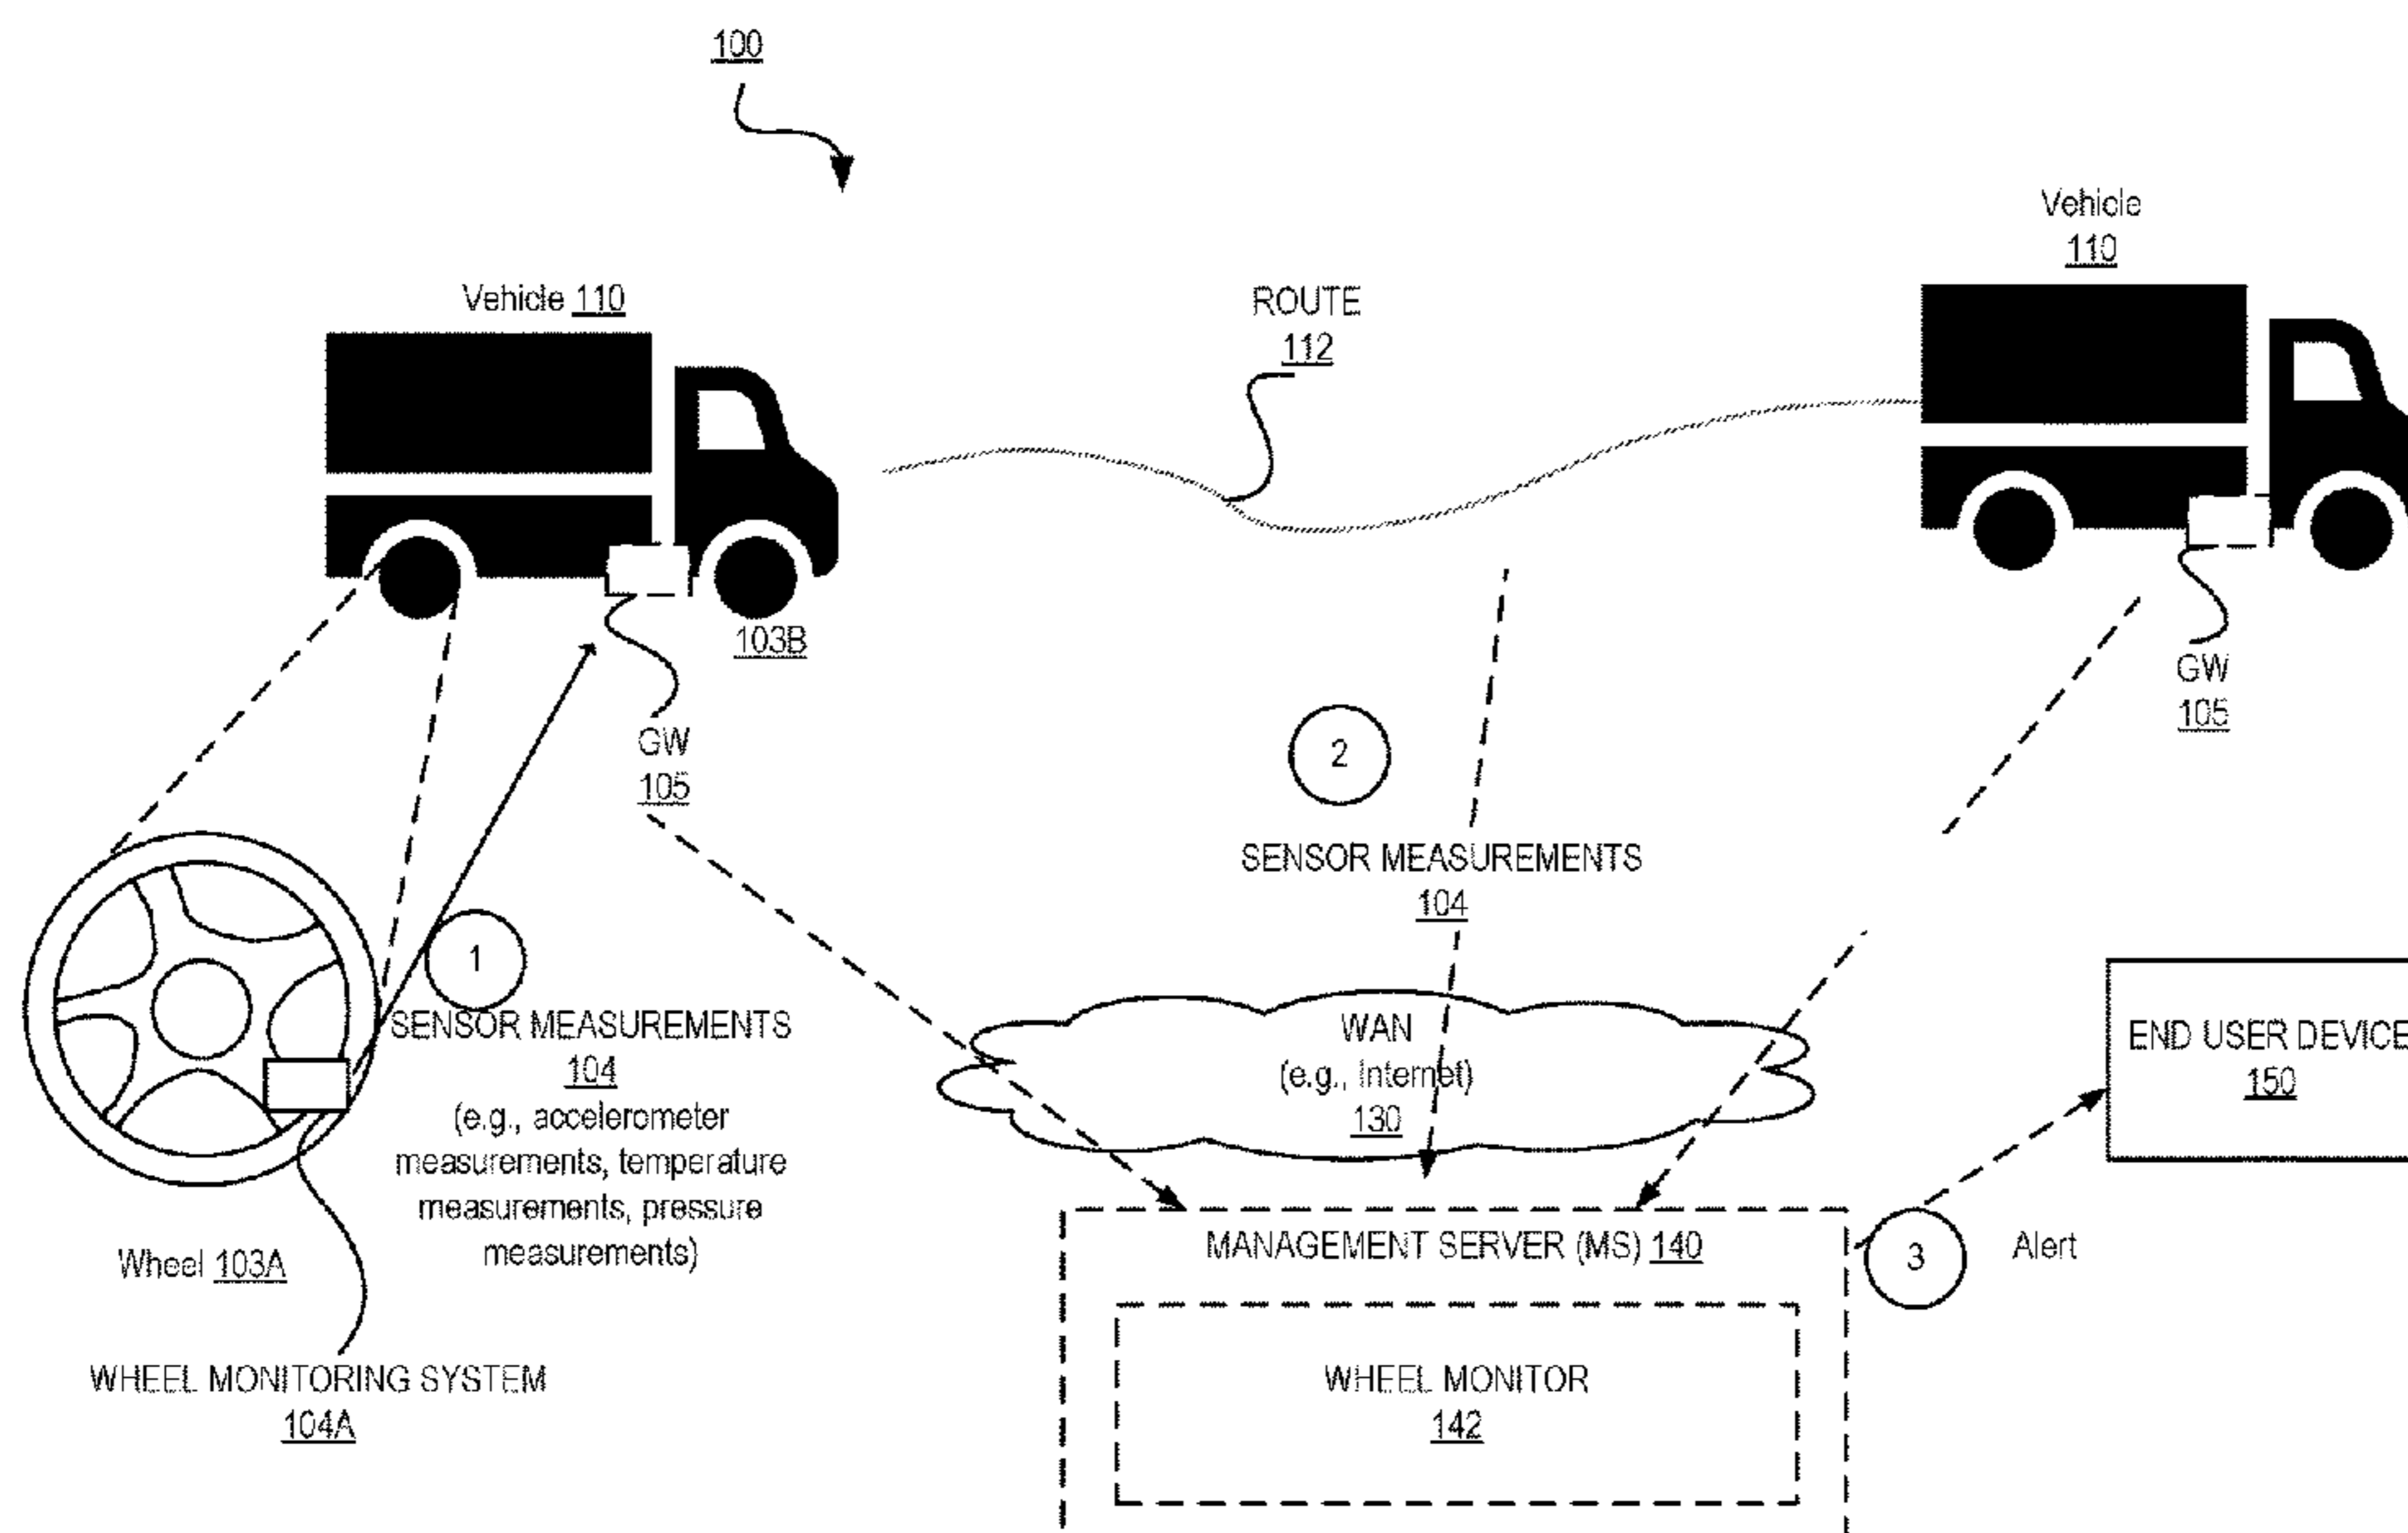 100
Vehicle
110
Vehicle 110
ROUTE
112
103B
GW
105
GW
105
2
SENSOR MEASUREMENTS
104
1
SENSOR MEASUREMENTS
104
(e.g., accelerometer
measurements, temperature
measurements, pressure
measurements)
WAN
(e.g., Internet)
130
END USER DEVICE
150
Wheel 103A
MANAGEMENT SERVER (MS) 140
3
Alert
WHEEL MONITORING SYSTEM
104A
WHEEL MONITOR
142